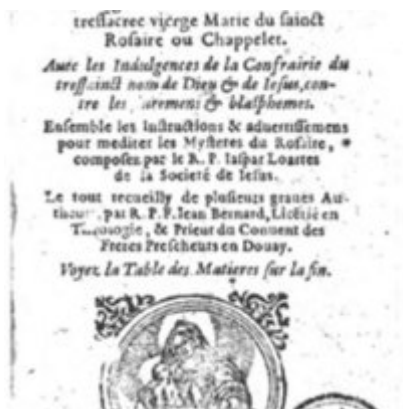 tressacree vierge Marie du sainct
Rosaire ou Chappelet.
Auec les Indulgences de la Confrairie du
tressainct nom de Dieu & de Iesus, con-
tre les & blasphemes.
Ensemble les Instructions & aduertissemens
pour mediter les Mysteres du Rosaire,
composez par le R. P. Iaspar Loartes
de la Societé de Iesus.
Le tout recueilly de plusieurs graues Au-
par R. P. F. Iean Bernard, Licētié en
& Prieur du Conuent des
Freres Prescheurs en Douay.
Voyez la Table des Matieres sur la fin.